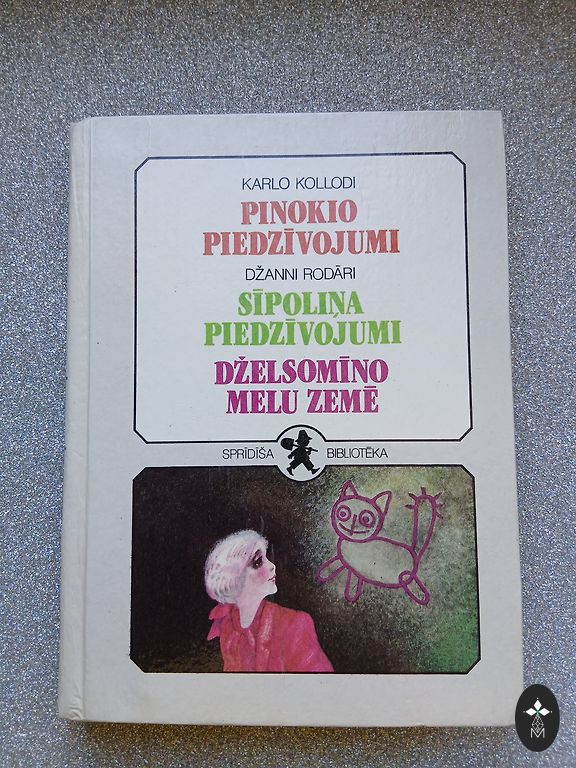 KARLO KOLLODI
PINOKIO
PIEDZĪVOJUMI
DŽANNI RODĀRI
SĪPOLIŅA
PIEDZĪVOJUMI
DŽELSOMĪNO
MELU ZEMĒ
SPRĪDĪŠA BIBLIOTĒKA
M